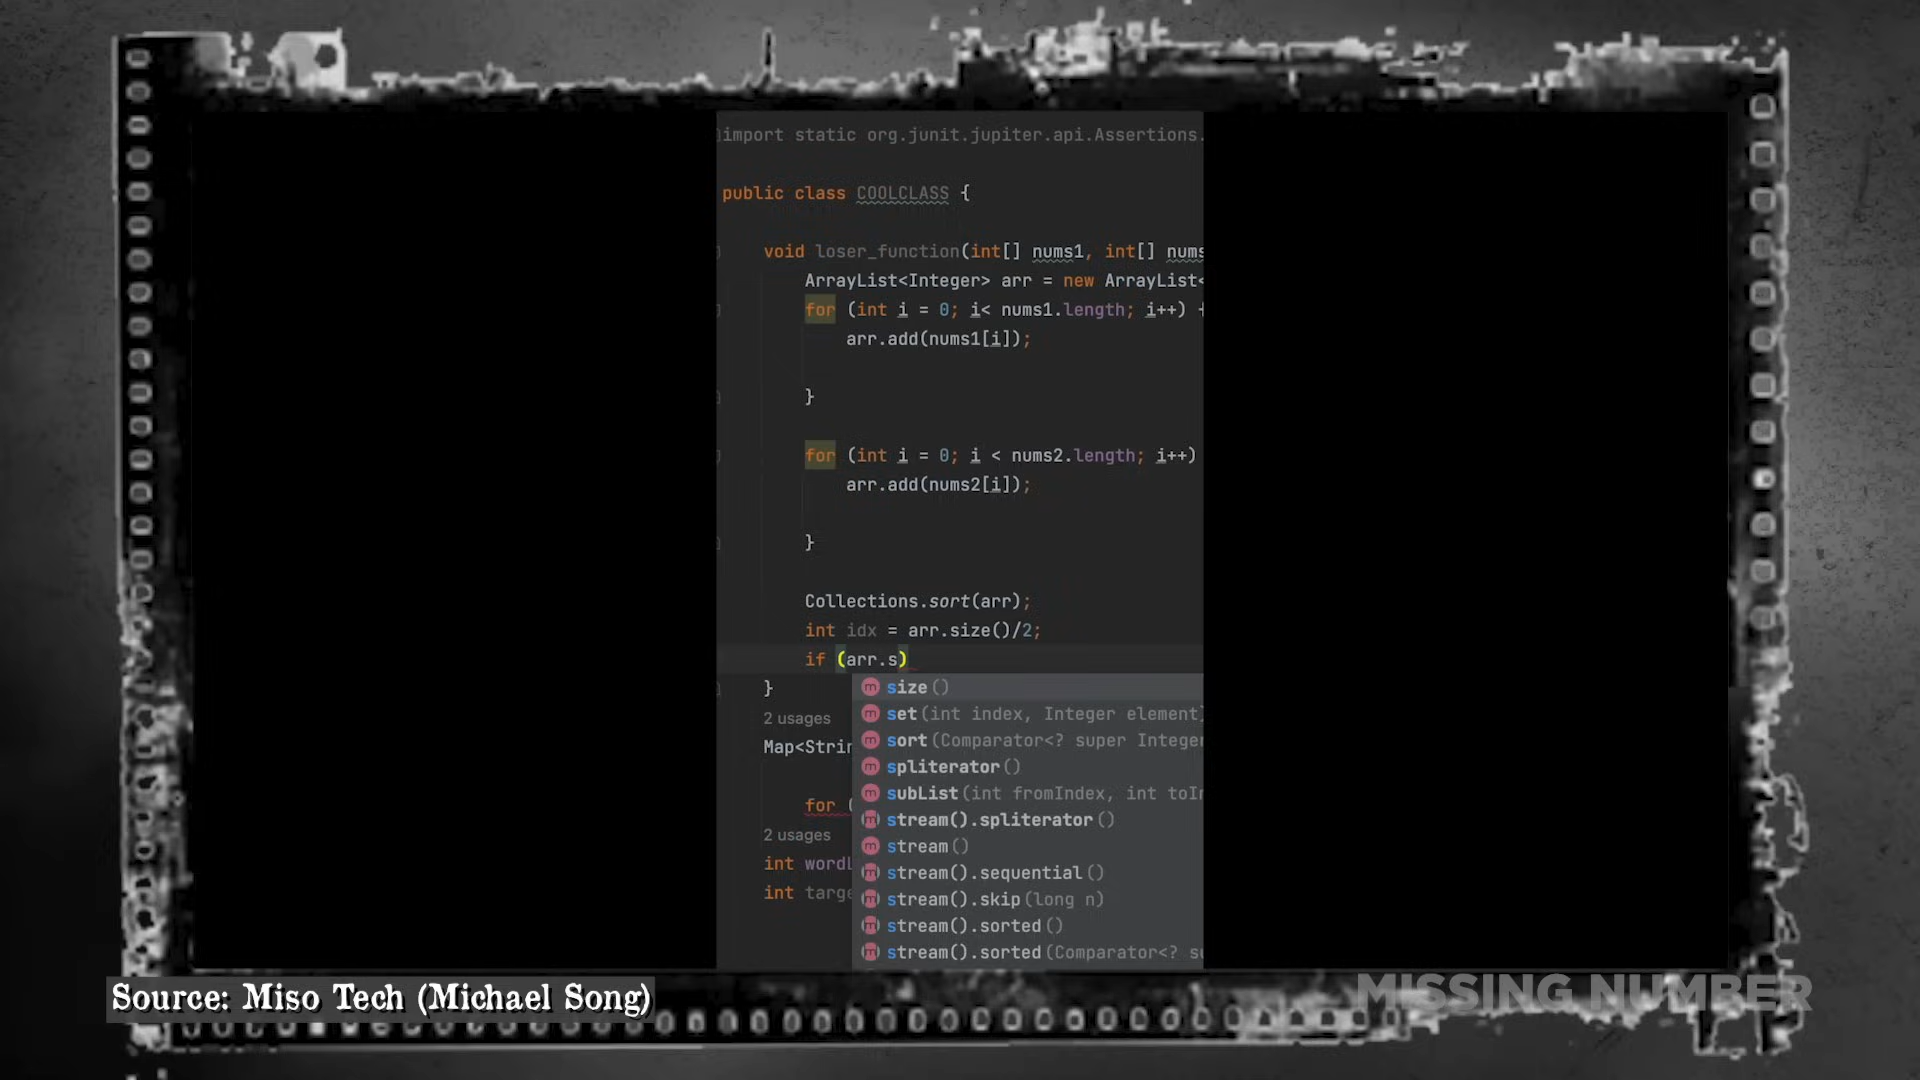 import static org.junit.jupiter.api.Assertions.
public class COOLCLASS {
void loser_function(int[] nums1, int[] nums
ArrayList<Integer> arr = new ArrayList<
for (int i = 0; i< nums1.length; i++) {
arr.add(nums1[i]);
}
for (int i = 0; i < nums2.length; i++)
arr.add(nums2[i]);
}
Collections.sort(arr);
int idx = arr.size()/2;
if (arr.s)
size()
}
set(int index, Integer element)
2 usages
sort(Comparator<? super Integer
Map<Strin
spliterator()
subList(int fromIndex, int toIn
for (
stream().spliterator()
2 usages
stream()
int wordL
stream().sequential()
int targe
stream().skip(long n)
stream().sorted()
stream().sorted(Comparator<? su
Source: Miso Tech (Michael Song)
MISSING NUMBER